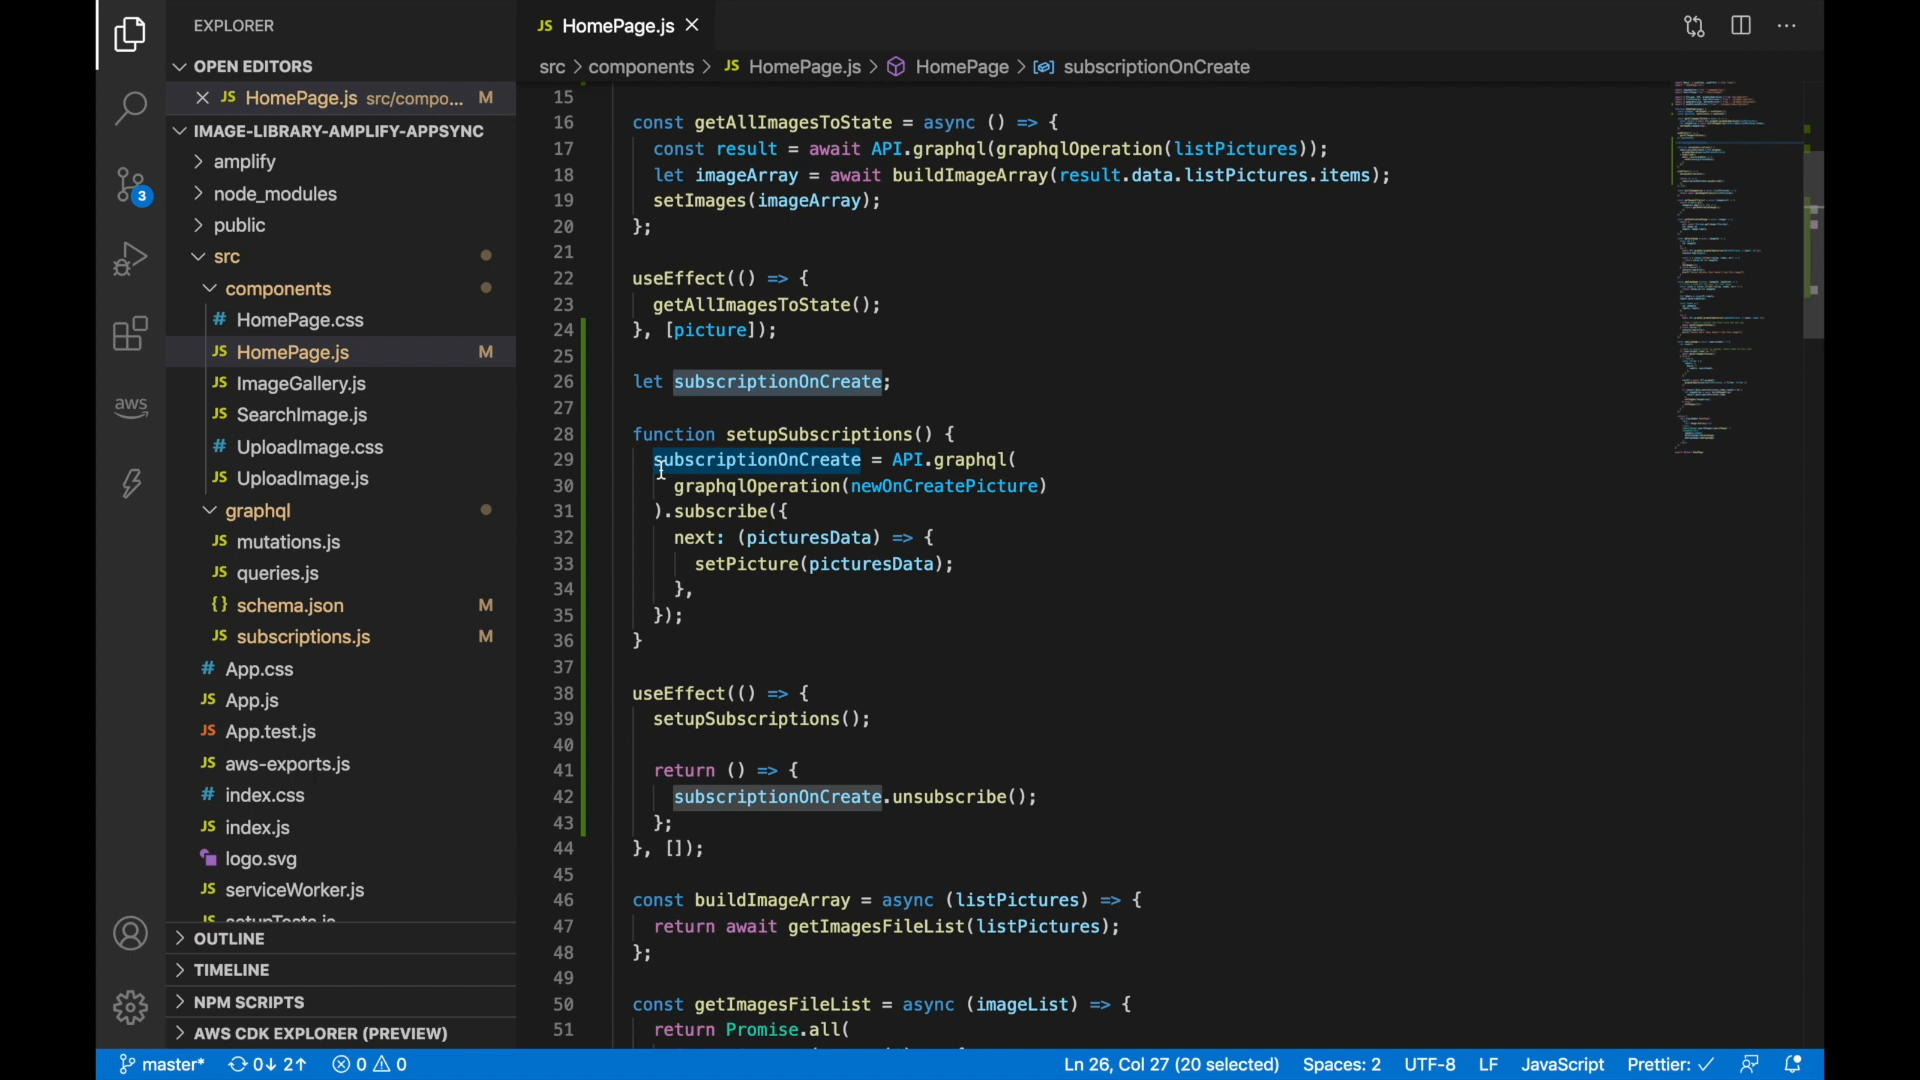 EXPLORER
OPEN EDITORS
JS HomePage.js src/compo... M
IMAGE-LIBRARY-AMPLIFY-APPSYNC
amplify
node_modules
public
src
components
# HomePage.css
JS HomePage.js M
JS ImageGallery.js
JS SearchImage.js
# UploadImage.css
JS UploadImage.js
graphql
JS mutations.js
JS queries.js
{} schema.json M
JS subscriptions.js M
# App.css
JS App.js
JS App.test.js
JS aws-exports.js
# index.css
JS index.js
logo.svg
JS serviceWorker.js
JS setupTests.js
OUTLINE
TIMELINE
NPM SCRIPTS
AWS CDK EXPLORER (PREVIEW)
3
aws
JS HomePage.js
src > components > JS HomePage.js > HomePage > subscriptionOnCreate
15
16 const getAllImagesToState = async () => {
17 const result = await API.graphql(graphqlOperation(listPictures));
18 let imageArray = await buildImageArray(result.data.listPictures.items);
19 setImages(imageArray);
20 };
21
22 useEffect(() => {
23 getAllImagesToState();
24 }, [picture]);
25
26 let subscriptionOnCreate;
27
28 function setupSubscriptions() {
29 subscriptionOnCreate = API.graphql(
30 graphqlOperation(newOnCreatePicture)
31 ).subscribe({
32 next: (picturesData) => {
33 setPicture(picturesData);
34 },
35 });
36 }
37
38 useEffect(() => {
39 setupSubscriptions();
40
41 return () => {
42 subscriptionOnCreate.unsubscribe();
43 };
44 }, []);
45
46 const buildImageArray = async (listPictures) => {
47 return await getImagesFileList(listPictures);
48 };
49
50 const getImagesFileList = async (imageList) => {
51 return Promise.all(
master* 0↓ 2↑ 0 0 Ln 26, Col 27 (20 selected) Spaces: 2 UTF-8 LF JavaScript Prettier: ✓